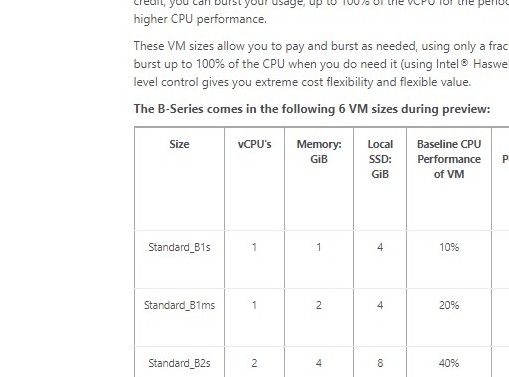 credit, you can burst your usage, up to 100% of the vCPU for the period
higher CPU performance.
These VM sizes allow you to pay and burst as needed, using only a frac
burst up to 100% of the CPU when you do need it (using Intel® Haswe
level control gives you extreme cost flexibility and flexible value.
The B-Series comes in the following 6 VM sizes during preview:
Size vCPU's Memory: Local Baseline CPU
GiB SSD: Performance P
GiB of VM
Standard_B1s 1 1 4 10%
Standard_B1ms 1 2 4 20%
Standard_B2s 2 4 8 40%